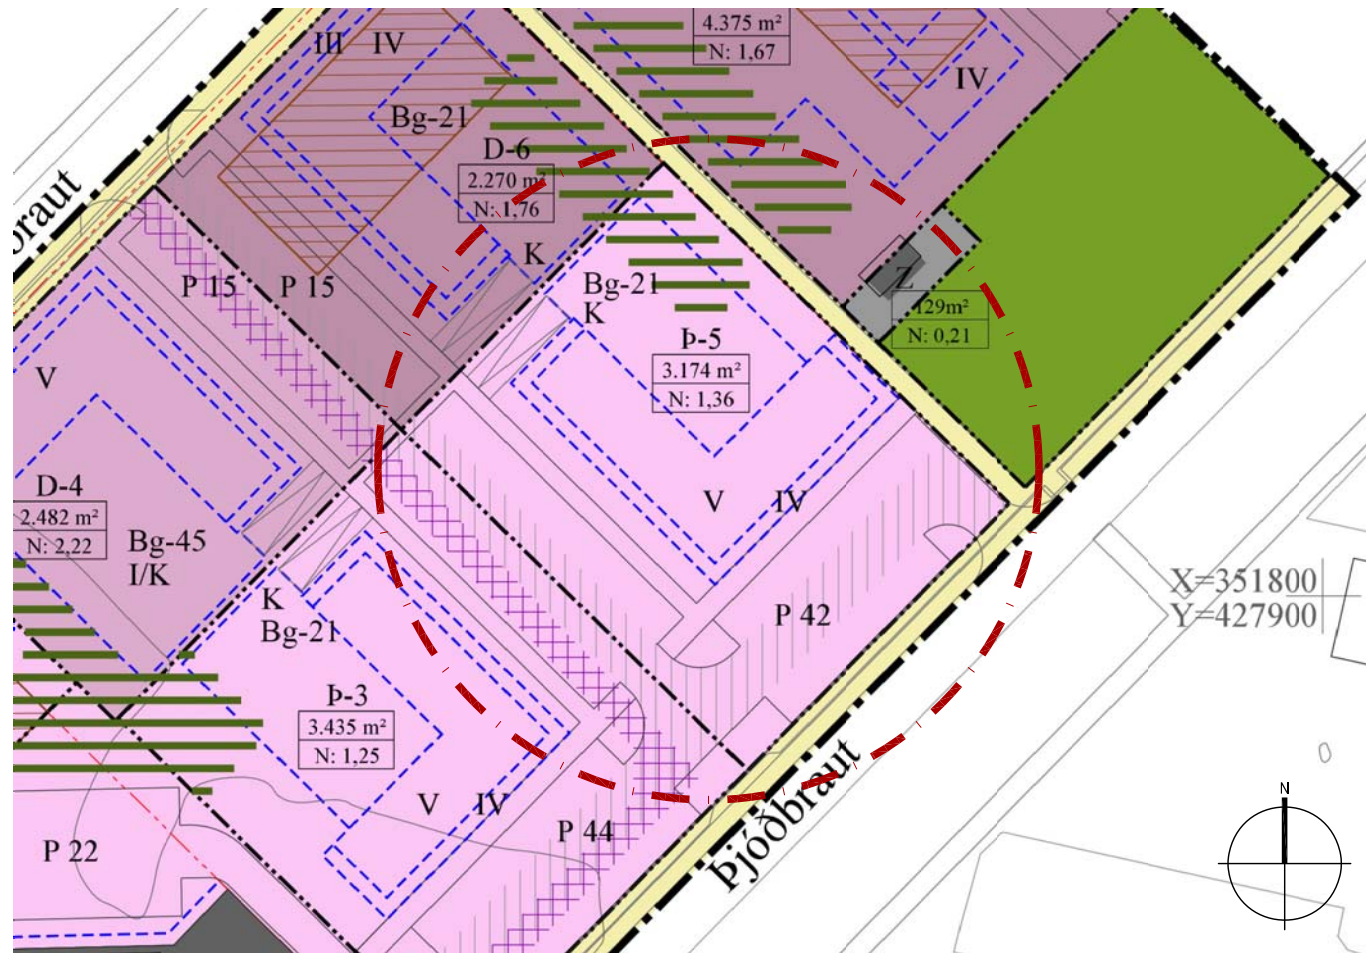 4.375 m²
N: 1,67
III IV
IV
Bg-21
D-6
2.270 m²
N: 1,76
K
braut
P 15
P 15
Bg-21
K
Z
129m²
N: 0,21
Þ-5
3.174 m²
N: 1,36
V
V IV
D-4
2.482 m²
N: 2,22
Bg-45
I/K
K
Bg-21
P 42
X=351800
Y=427900
Þ-3
3.435 m²
N: 1,25
V IV
P 44
P 22
Þjóðbraut
N